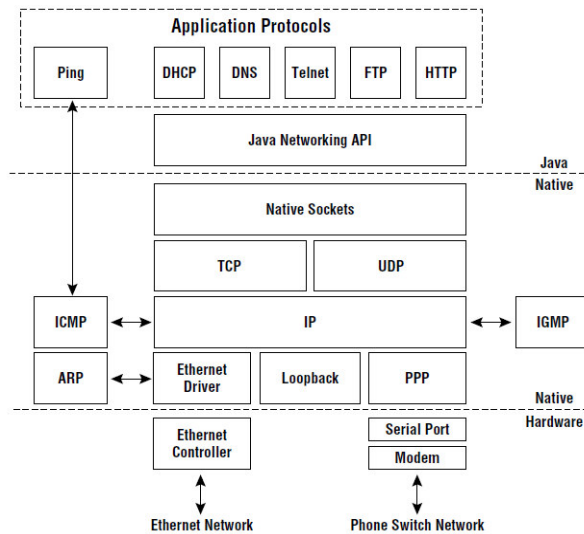 Application Protocols
Ping
DHCP
DNS
Telnet
FTP
HTTP
Java Networking API
Java
Native
Native Sockets
TCP
UDP
ICMP
IP
IGMP
ARP
Ethernet
Driver
Loopback
PPP
Native
Hardware
Ethernet
Controller
Serial Port
Modem
Ethernet Network
Phone Switch Network